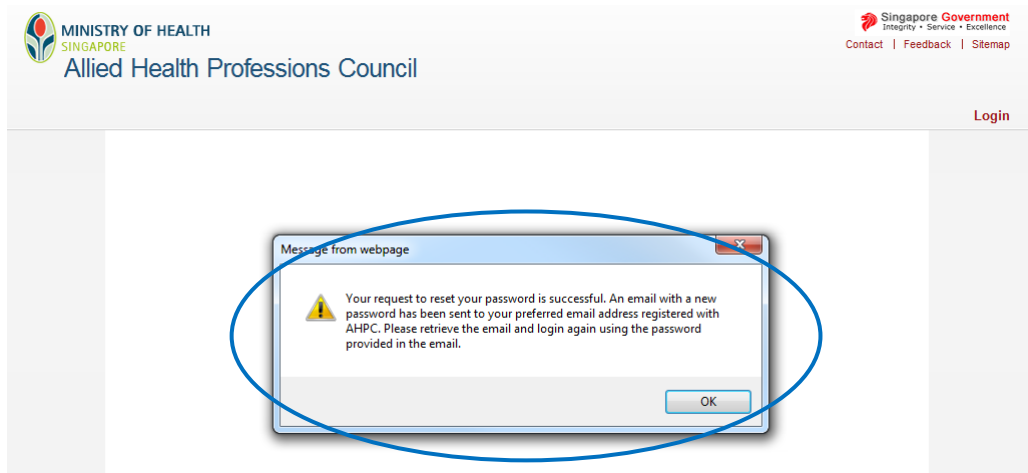 MINISTRY OF HEALTH
SINGAPORE
Allied Health Professions Council
Singapore Government
Integrity • Service • Excellence
Contact | Feedback | Sitemap
Login
Message from webpage
Your request to reset your password is successful. An email with a new
password has been sent to your preferred email address registered with
AHPC. Please retrieve the email and login again using the password
provided in the email.
OK